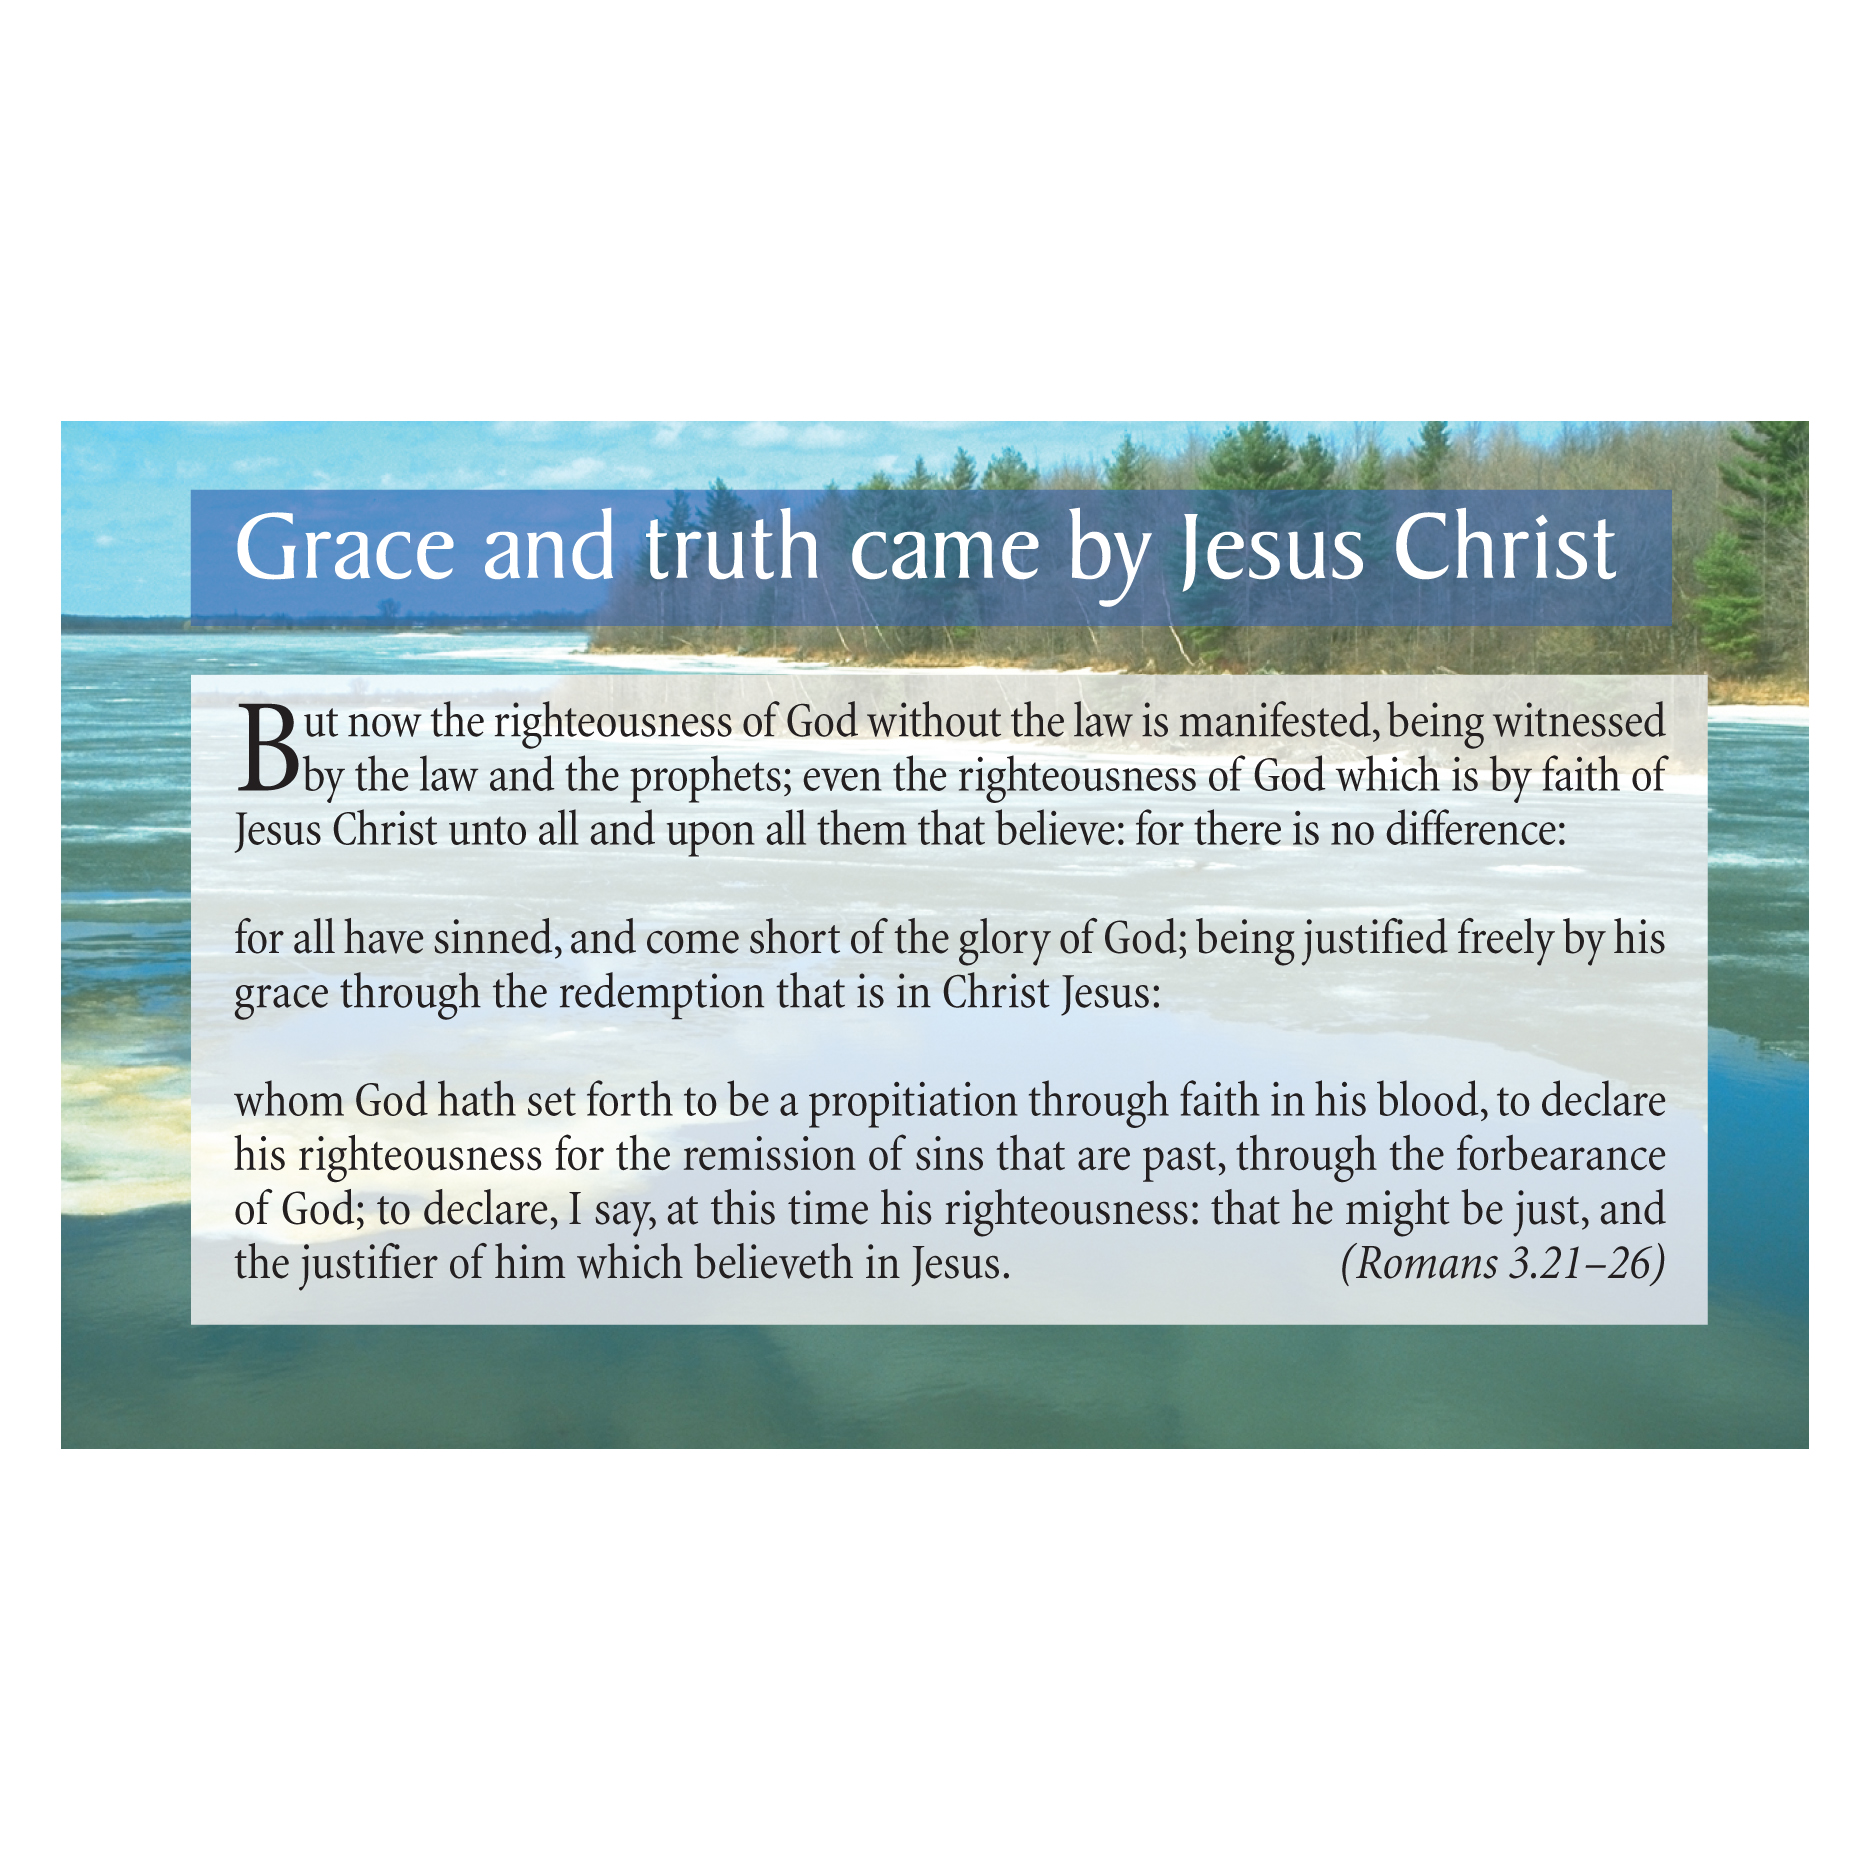 Grace and truth came by Jesus Christ
But now the righteousness of God without the law is manifested, being witnessed
by the law and the prophets; even the righteousness of God which is by faith of
Jesus Christ unto all and upon all them that believe: for there is no difference:
for all have sinned, and come short of the glory of God; being justified freely by his
grace through the redemption that is in Christ Jesus:
whom God hath set forth to be a propitiation through faith in his blood, to declare
his righteousness for the remission of sins that are past, through the forbearance
of God; to declare, I say, at this time his righteousness: that he might be just, and
the justifier of him which believeth in Jesus. (Romans 3.21–26)